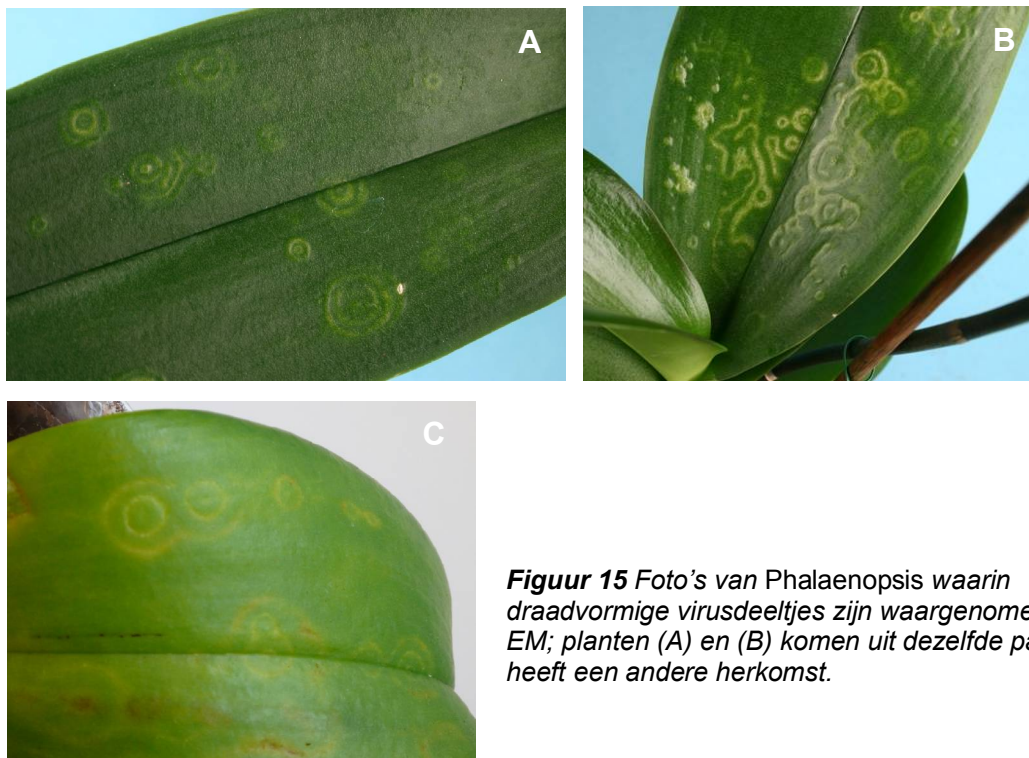 A
B
C
Figuur 15 Foto's van Phalaenopsis waarin
draadvormige virusdeeltjes zijn waargenome
EM; planten (A) en (B) komen uit dezelfde pa
heeft een andere herkomst.